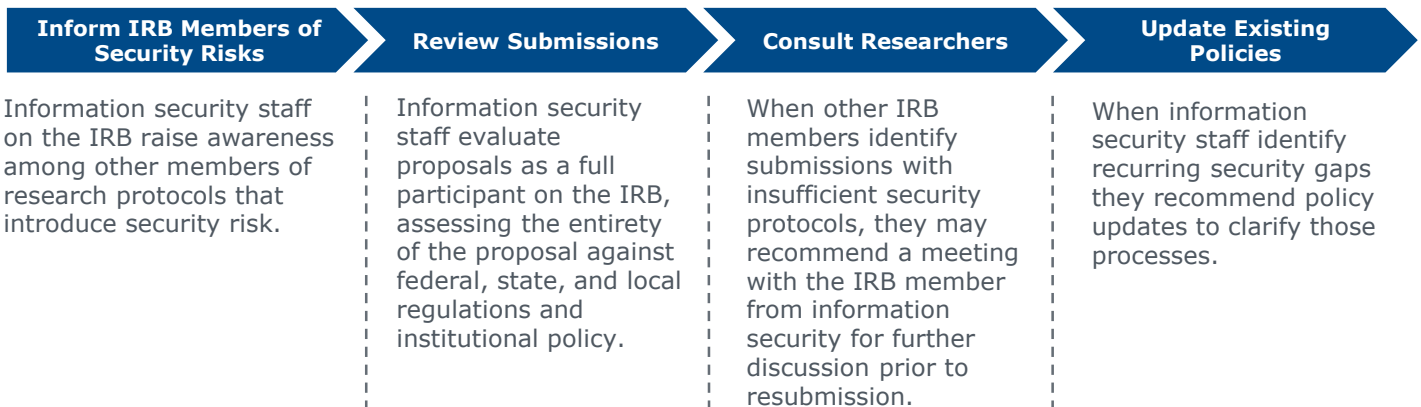 Inform IRB Members of
Security Risks
Review Submissions
Consult Researchers
Update Existing
Policies
Information security staff
on the IRB raise awareness
among other members of
research protocols that
introduce security risk.
Information security
staff evaluate
proposals as a full
participant on the IRB,
assessing the entirety
of the proposal against
federal, state, and local
regulations and
institutional policy.
When other IRB
members identify
submissions with
insufficient security
protocols, they may
recommend a meeting
with the IRB member
from information
security for further
discussion prior to
resubmission.
When information
security staff identify
recurring security gaps
they recommend policy
updates to clarify those
processes.